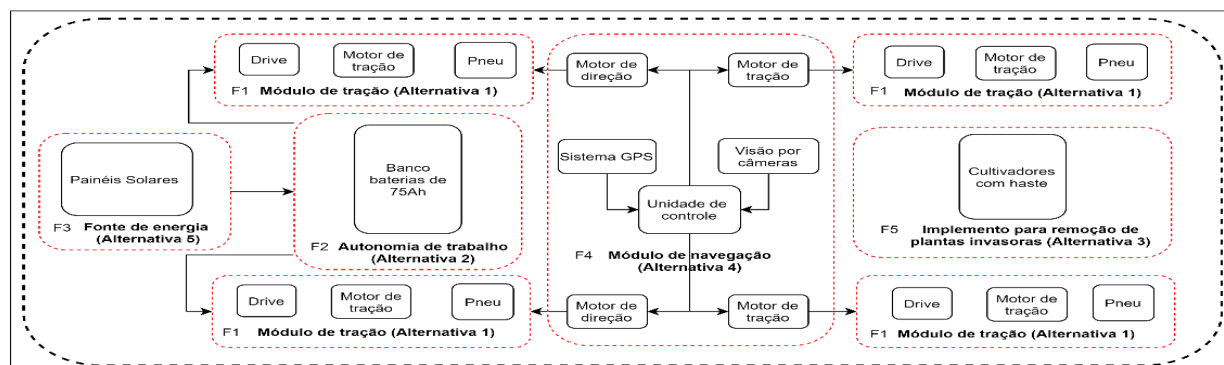 Drive
Motor de
tração
Pneu
F1 Módulo de tração (Alternativa 1)
Motor de
direção
Motor de
tração
Drive
Motor de
tração
Pneu
F1 Módulo de tração (Alternativa 1)
Painéis Solares
F3 Fonte de energia
(Alternativa 5)
Banco
baterias de
75Ah
F2 Autonomia de trabalho
(Alternativa 2)
Sistema GPS
Visão por
câmeras
Unidade de
controle
F4 Módulo de navegação
(Alternativa 4)
Cultivadores
com haste
F5 Implemento para remoção de
plantas invasoras (Alternativa 3)
Drive
Motor de
tração
Pneu
F1 Módulo de tração (Alternativa 1)
Motor de
direção
Motor de
tração
Drive
Motor de
tração
Pneu
F1 Módulo de tração (Alternativa 1)